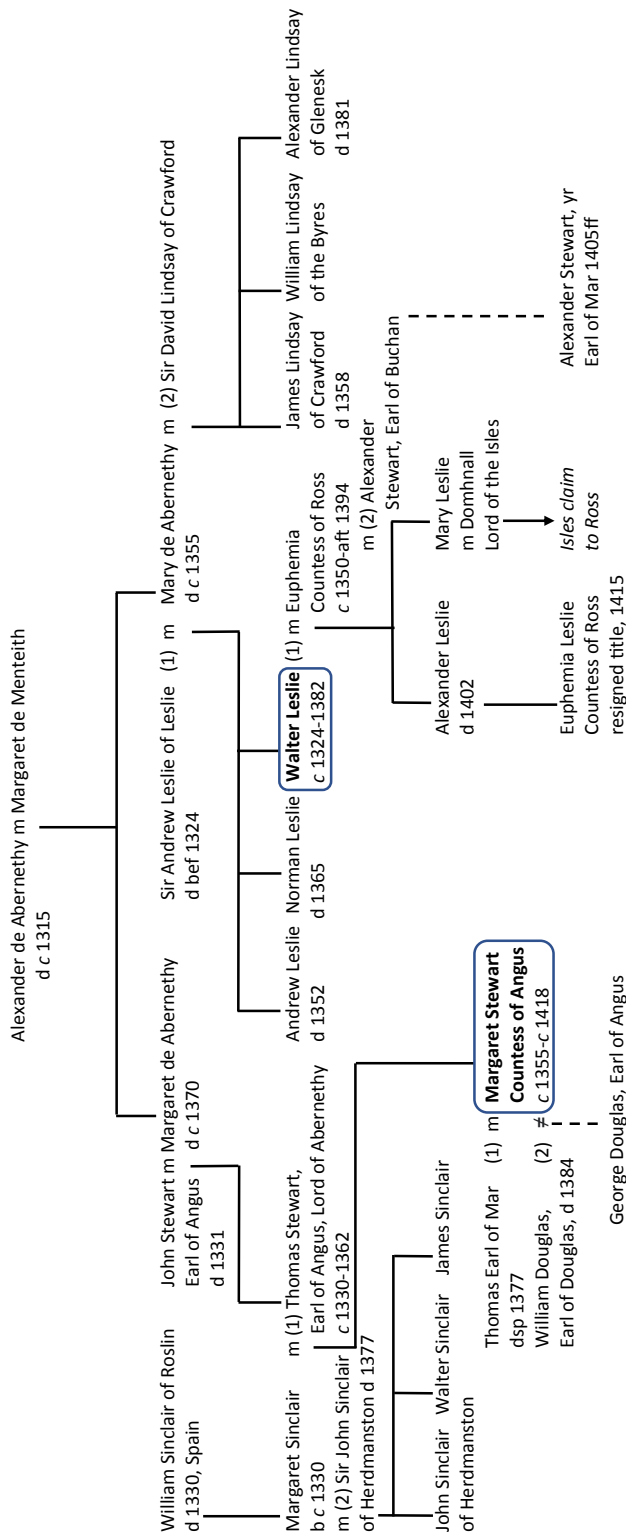 Alexander de Abernethy m Margaret de Menteith
d c 1315
William Sinclair of Roslin
d 1330, Spain
John Stewart m Margaret de Abernethy
Earl of Angus
d 1331
d c 1370
Sir Andrew Leslie of Leslie (1) m Mary de Abernethy m (2) Sir David Lindsay of Crawford
d bef 1324
d c 1355
Margaret Sinclair
b c 1330
m (1) Thomas Stewart,
Earl of Angus, Lord of Abernethy
c 1330-1362
m (2) Sir John Sinclair
of Herdmanston d 1377
Andrew Leslie
d 1352
Norman Leslie
d 1365
Walter Leslie
c 1324-1382
(1) m Euphemia
Countess of Ross
c 1350-aft 1394
m (2) Alexander
Stewart, Earl of Buchan
James Lindsay
of Crawford
d 1358
William Lindsay
of the Byres
Alexander Lindsay
of Glenesk
d 1381
John Sinclair
of Herdmanston
Walter Sinclair
James Sinclair
Thomas Earl of Mar (1) m
dsp 1377
William Douglas, (2) ≠
Earl of Douglas, d 1384
Margaret Stewart
Countess of Angus
c 1355-c 1418
Alexander Leslie
d 1402
Mary Leslie
m Domhnall
Lord of the Isles
George Douglas, Earl of Angus
Euphemia Leslie
Countess of Ross
resigned title, 1415
Isles claim
to Ross
Alexander Stewart, yr
Earl of Mar 1405ff